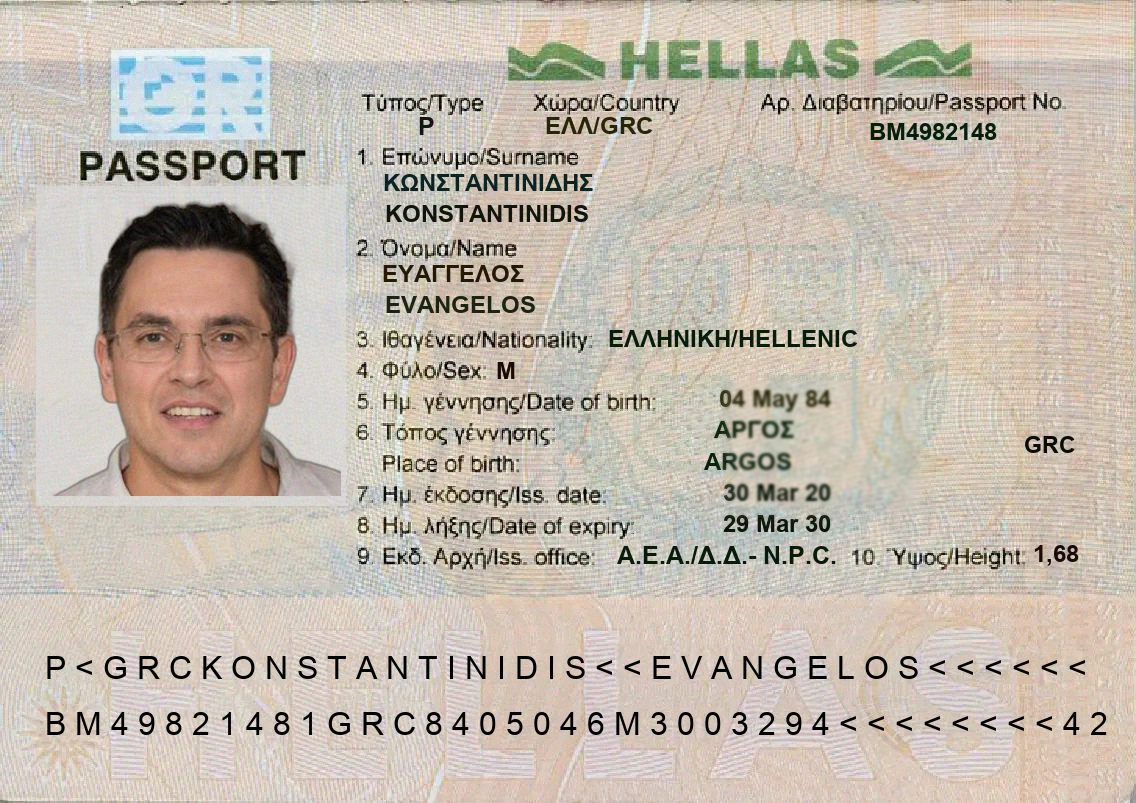 GR
HELLAS
PASSPORT
Τύπος/Type Χώρα/Country Αρ. Διαβατηρίου/Passport No.
P ΕΛΛ/GRC BM4982148
1. Επώνυμο/Surname
ΚΩΝΣΤΑΝΤΙΝΙΔΗΣ
KONSTANTINIDIS
2. Όνομα/Name
ΕΥΑΓΓΕΛΟΣ
EVANGELOS
3. Ιθαγένεια/Nationality: ΕΛΛΗΝΙΚΗ/HELLENIC
4. Φύλο/Sex: M
5. Ημ. γέννησης/Date of birth: 04 May 84
6. Τόπος γέννησης: ΑΡΓΟΣ
Place of birth: ARGOS GRC
7. Ημ. έκδοσης/Iss. date: 30 Mar 20
8. Ημ. λήξης/Date of expiry: 29 Mar 30
9 Εκδ. Αρχή/Iss. office: Α.Ε.Α./Δ.Δ.- N.P.C. 10. Ύψος/Height: 1,68
HELLAS
P<GRCKONSTANTINIDIS<<EVANGELOS<<<<<<
BM49821481GRC8405046M3003294<<<<<<<<42